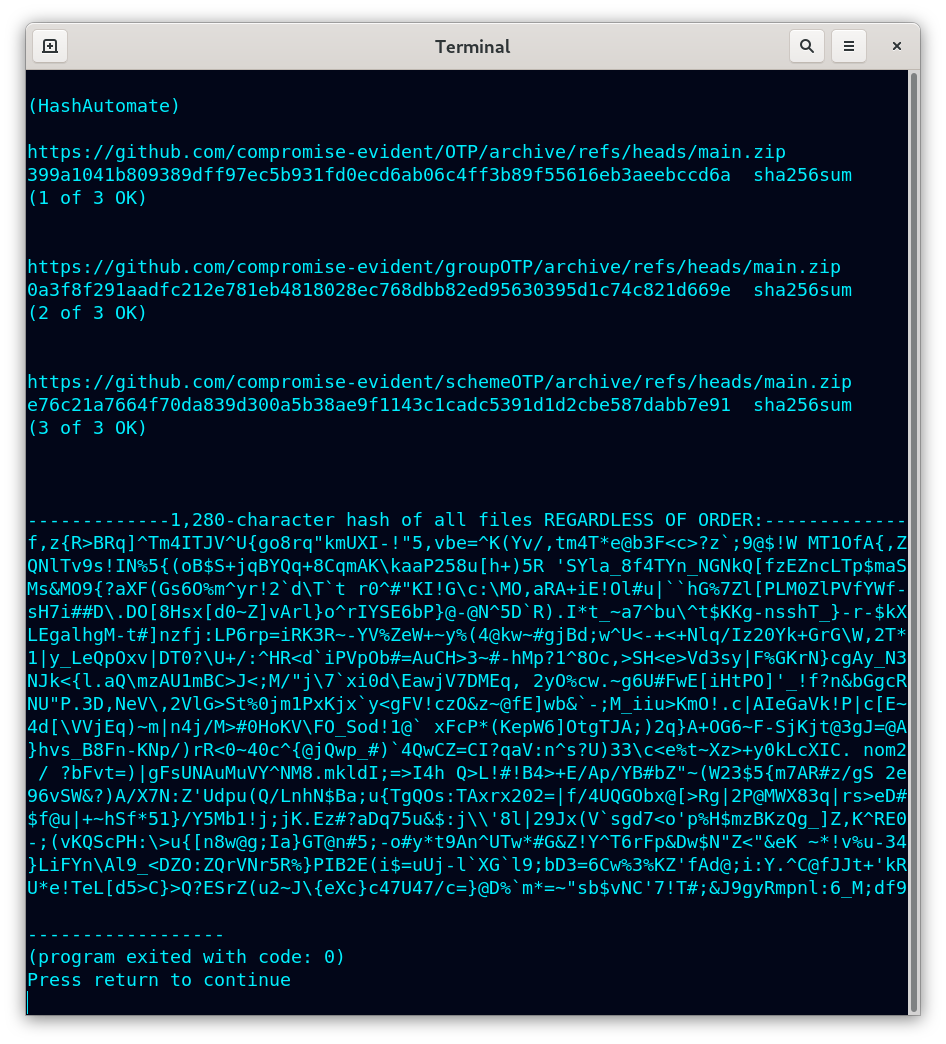 Terminal
(HashAutomate)
https://github.com/compromise-evident/OTP/archive/refs/heads/main.zip
399a1041b809389dff97ec5b931fd0ecd6ab06c4ff3b89f55616eb3aeebccd6a  sha256sum
(1 of 3 OK)
https://github.com/compromise-evident/groupOTP/archive/refs/heads/main.zip
0a3f8f291aadfc212e781eb4818028ec768dbb82ed95630395d1c74c821d669e  sha256sum
(2 of 3 OK)
https://github.com/compromise-evident/schemeOTP/archive/refs/heads/main.zip
e76c21a7664f70da839d300a5b38ae9f1143c1cadc5391d1d2cbe587dabb7e91  sha256sum
(3 of 3 OK)
-------------1,280-character hash of all files REGARDLESS OF ORDER:-------------
f,z{R>BRq]^Tm4ITJV^U{go8rq"kmUXI-!"5,vbe=^K(Yv/,tm4T*e@b3F<c>?z`;9@$!W MT1OfA{,Z
QNlTv9s!IN%5{(oB$S+jqBYQq+8CqmAK\kaaP258u[h+)5R 'SYla_8f4TYn_NGNkQ[fzEZncLTp$maS
Ms&MO9{?aXF(Gs6O%m^yr!2`d\T`t r0^#"KI!G\c:\MO,aRA+iE!Ol#u|``hG%7Zl[PLM0ZlPVfYWf-
sH7i##D\.DO[8Hsx[d0~Z]vArl}o^rIYSE6bP}@-@N^5D`R).I*t_~a7^bu\^t$KKg-nsshT_}-r-$kX
LEgalhgM-t#]nzfj:LP6rp=iRK3R~-YV%ZeW+~y%(4@kw~#gjBd;w^U<-+<+Nlq/Iz20Yk+GrG\W,2T*
1|y_LeQpOxv|DT0?\U+/:^HR<d`iPVpOb#=AuCH>3~#-hMp?1^8Oc,>SH<e>Vd3sy|F%GKrN}cgAy_N3
NJk<{l.aQ\mzAU1mBC>J<;M/"j\7`xi0d\EawjV7DMEq, 2yO%cw.~g6U#FwE[iHtPO]'_!f?n&bGgcR
NU"P.3D,NeV\,2VlG>St%0jm1PxKjx`y<gFV!czO&z~@fE]wb&`-;M_iiu>KmO!.c|AIeGaVk!P|c[E~
4d[\VVjEq)~m|n4j/M>#0HoKV\FO_Sod!1@` xFcP*(KepW6]OtgTJA;)2q}A+OG6~F-SjKjt@3gJ=@A
}hvs_B8Fn-KNp/)rR<0~40c^{@jQwp_#)`4QwCZ=CI?qaV:n^s?U)33\c<e%t~Xz>+y0kLcXIC. nom2
 / ?bFvt=)|gFsUNAuMuVY^NM8.mkldI;=>I4h Q>L!#!B4>+E/Ap/YB#bZ"~(W23$5{m7AR#z/gS 2e
96vSW&?)A/X7N:Z'Udpu(Q/LnhN$Ba;u{TgQOs:TAxrx202=|f/4UQGObx@[>Rg|2P@MWX83q|rs>eD#
$f@u|+~hSf*51}/Y5Mb1!j;jK.Ez#?aDq75u&$:j\\'8l|29Jx(V`sgd7<o'p%H$mzBKzQg_]Z,K^RE0
-;(vKQScPH:\>u{[n8w@g;Ia}GT@n#5;-o#y*t9An^UTw*#G&Z!Y^T6rFp&Dw$N"Z<"&eK ~*!v%u-34
}LiFYn\Al9_<DZO:ZQrVNr5R%}PIB2E(i$=uUj-l`XG`l9;bD3=6Cw%3%KZ'fAd@;i:Y.^C@fJJt+'kR
U*e!TeL[d5>C}>Q?ESrZ(u2~J\{eXc}c47U47/c=}@D%`m*=~"sb$vNC'7!T#;&J9gyRmpnl:6_M;df9
------------------
(program exited with code: 0)
Press return to continue